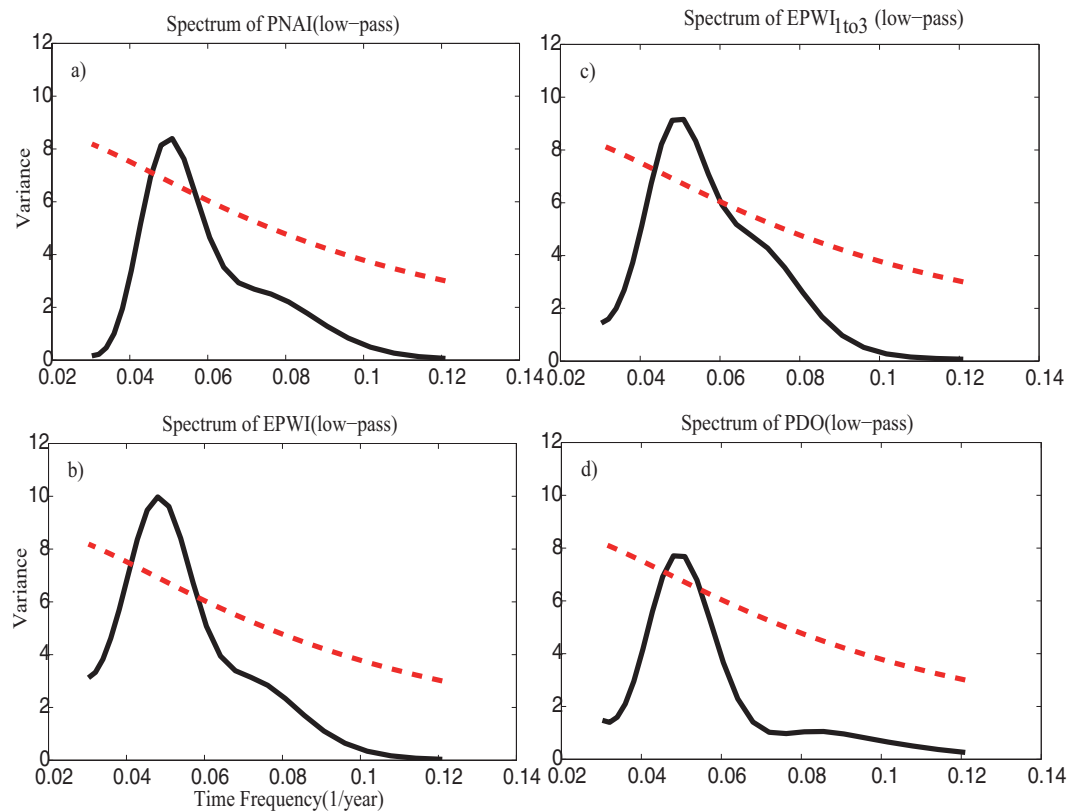 Spectrum of PNAI(low−pass)
a)
12
10
8
6
4
2
0
Variance
0.02 0.04 0.06 0.08 0.1 0.12 0.14
Spectrum of EPWI1to3 (low−pass)
c)
12
10
8
6
4
2
0
0.02 0.04 0.06 0.08 0.1 0.12 0.14
Spectrum of EPWI(low−pass)
b)
12
10
8
6
4
2
0
Variance
0.02 0.04 0.06 0.08 0.1 0.12 0.14
Time Frequency(1/year)
Spectrum of PDO(low−pass)
d)
12
10
8
6
4
2
0
0.02 0.04 0.06 0.08 0.1 0.12 0.14